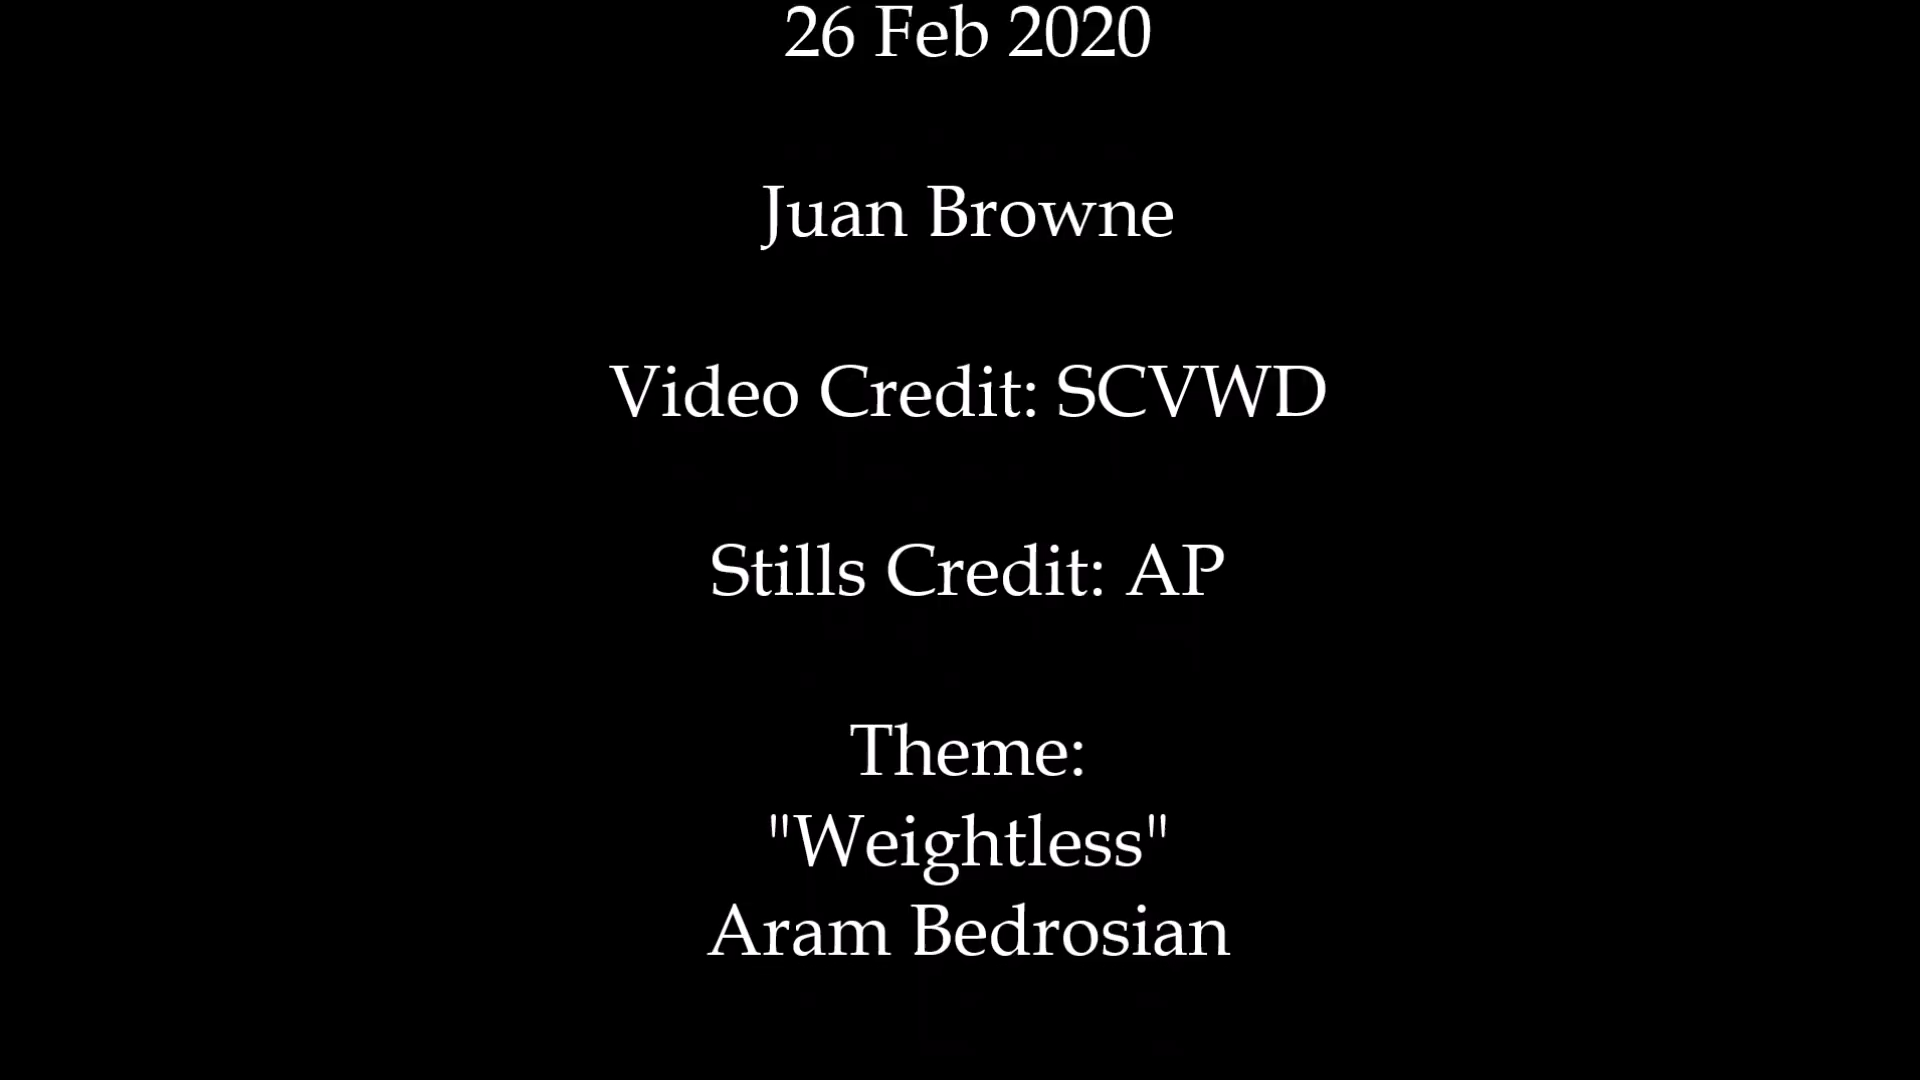 26 Feb 2020
Juan Browne
Video Credit: SCVWD
Stills Credit: AP
Theme:
"Weightless"
Aram Bedrosian